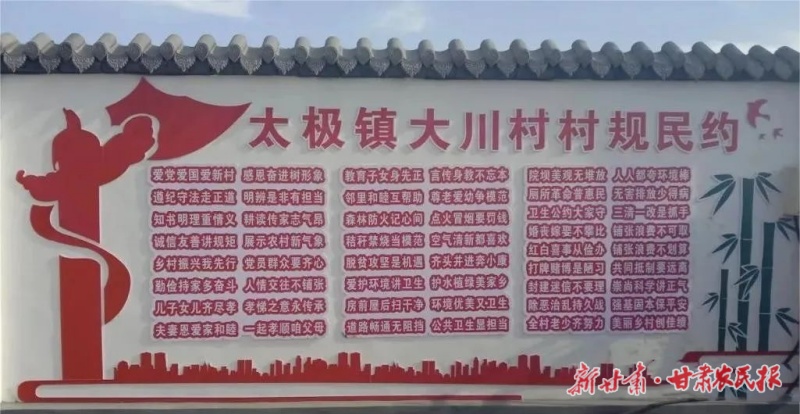 太极镇大川村村规民约
爱党爱国爱新村 感恩奋进树形象
遵纪守法走正道 明辨是非有担当
知书明理重情义 耕读传家志气昂
诚信友善讲规矩 展示农村新气象
乡村振兴我先行 党员群众要齐心
勤俭持家多奋斗 人情交往不铺张
儿子女儿齐尽孝 孝悌之意永传承
夫妻恩爱家和睦 一起孝顺咱父母
教育子女身先正 言传身教不忘本
邻里和睦互帮助 尊老爱幼争模范
森林防火记心间 点火冒烟要罚钱
秸秆禁烧当模范 空气清新都喜欢
脱贫攻坚是机遇 齐头并进奔小康
爱护环境讲卫生 护水植绿美家乡
房前屋后扫干净 环境优美又卫生
道路畅通无阻挡 公共卫生显担当
院坝美观无堆放 人人都夸环境棒
厕所革命普惠民 无害排放少得病
卫生公约大家守 三清一改是抓手
婚丧嫁娶不攀比 铺张浪费不可取
红白喜事从俭办 铺张浪费不划算
打牌赌博是陋习 共同抵制要远离
封建迷信不要理 崇尚科学讲正气
除恶治乱持久战 强基固本保平安
全村老少齐努力 美丽乡村创佳绩
新甘肃·甘肃农民报